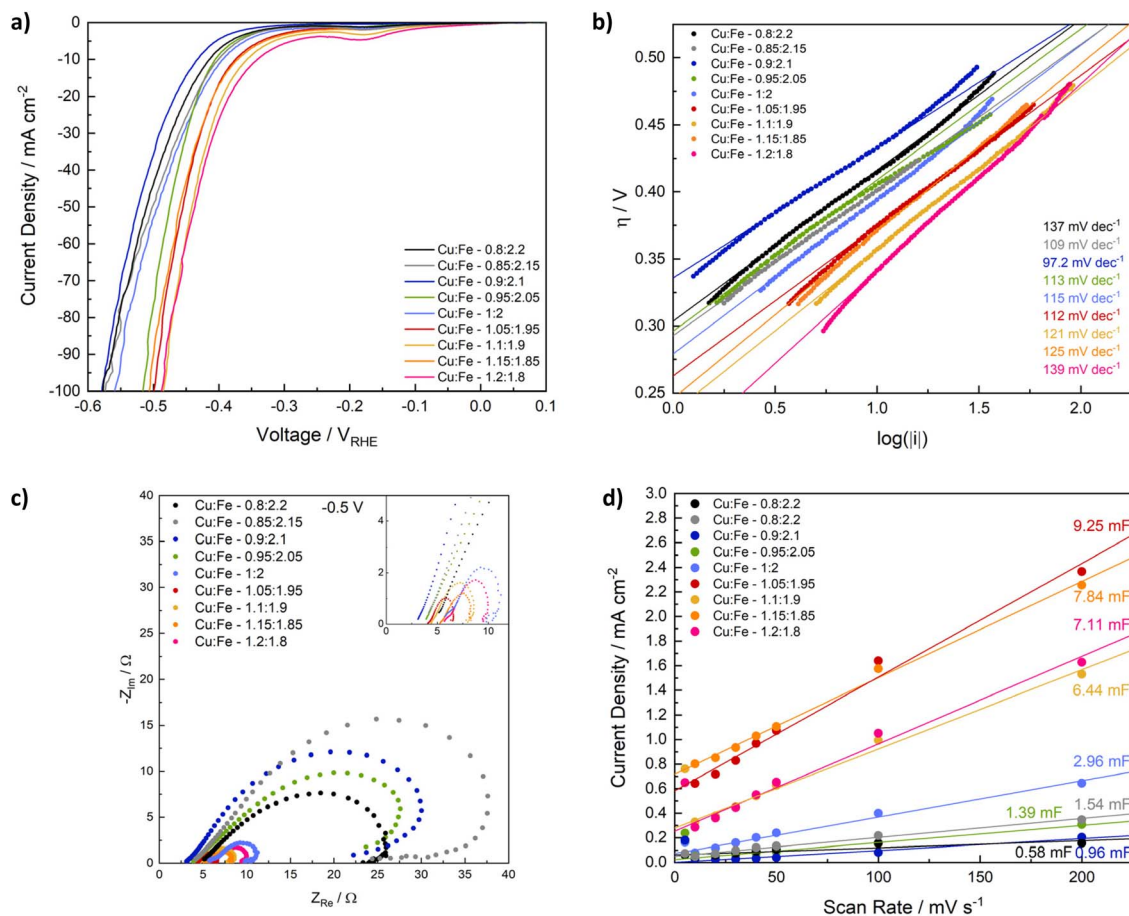 a)
Current Density / mA cm-2
0
-10
-20
-30
-40
-50
-60
-70
-80
-90
-100
Cu:Fe - 0.8:2.2
Cu:Fe - 0.85:2.15
Cu:Fe - 0.9:2.1
Cu:Fe - 0.95:2.05
Cu:Fe - 1:2
Cu:Fe - 1.05:1.95
Cu:Fe - 1.1:1.9
Cu:Fe - 1.15:1.85
Cu:Fe - 1.2:1.8
-0.6 -0.5 -0.4 -0.3 -0.2 -0.1 0.0 0.1
Voltage / VRHE
b)
η / V
0.50
0.45
0.40
0.35
0.30
0.25
Cu:Fe - 0.8:2.2
Cu:Fe - 0.85:2.15
Cu:Fe - 0.9:2.1
Cu:Fe - 0.95:2.05
Cu:Fe - 1:2
Cu:Fe - 1.05:1.95
Cu:Fe - 1.1:1.9
Cu:Fe - 1.15:1.85
Cu:Fe - 1.2:1.8
137 mV dec-1
109 mV dec-1
97.2 mV dec-1
113 mV dec-1
115 mV dec-1
112 mV dec-1
121 mV dec-1
125 mV dec-1
139 mV dec-1
0.0 0.5 1.0 1.5 2.0
log(|i|)
c)
-ZIm / Ω
40
35
30
25
20
15
10
5
0
Cu:Fe - 0.8:2.2
Cu:Fe - 0.85:2.15
Cu:Fe - 0.9:2.1
Cu:Fe - 0.95:2.05
Cu:Fe - 1:2
Cu:Fe - 1.05:1.95
Cu:Fe - 1.1:1.9
Cu:Fe - 1.15:1.85
Cu:Fe - 1.2:1.8
-0.5 V
4
2
0
0 1 2 3 4 5 6 7 8 9 10 11 12
0 5 10 15 20 25 30 35 40
ZRe / Ω
d)
Current Density / mA cm-2
3.0
2.8
2.6
2.4
2.2
2.0
1.8
1.6
1.4
1.2
1.0
0.8
0.6
0.4
0.2
0.0
Cu:Fe - 0.8:2.2
Cu:Fe - 0.8:2.2
Cu:Fe - 0.9:2.1
Cu:Fe - 0.95:2.05
Cu:Fe - 1:2
Cu:Fe - 1.05:1.95
Cu:Fe - 1.1:1.9
Cu:Fe - 1.15:1.85
Cu:Fe - 1.2:1.8
9.25 mF
7.84 mF
7.11 mF
6.44 mF
2.96 mF
1.54 mF
1.39 mF
0.58 mF
0.96 mF
0 50 100 150 200
Scan Rate / mV s-1